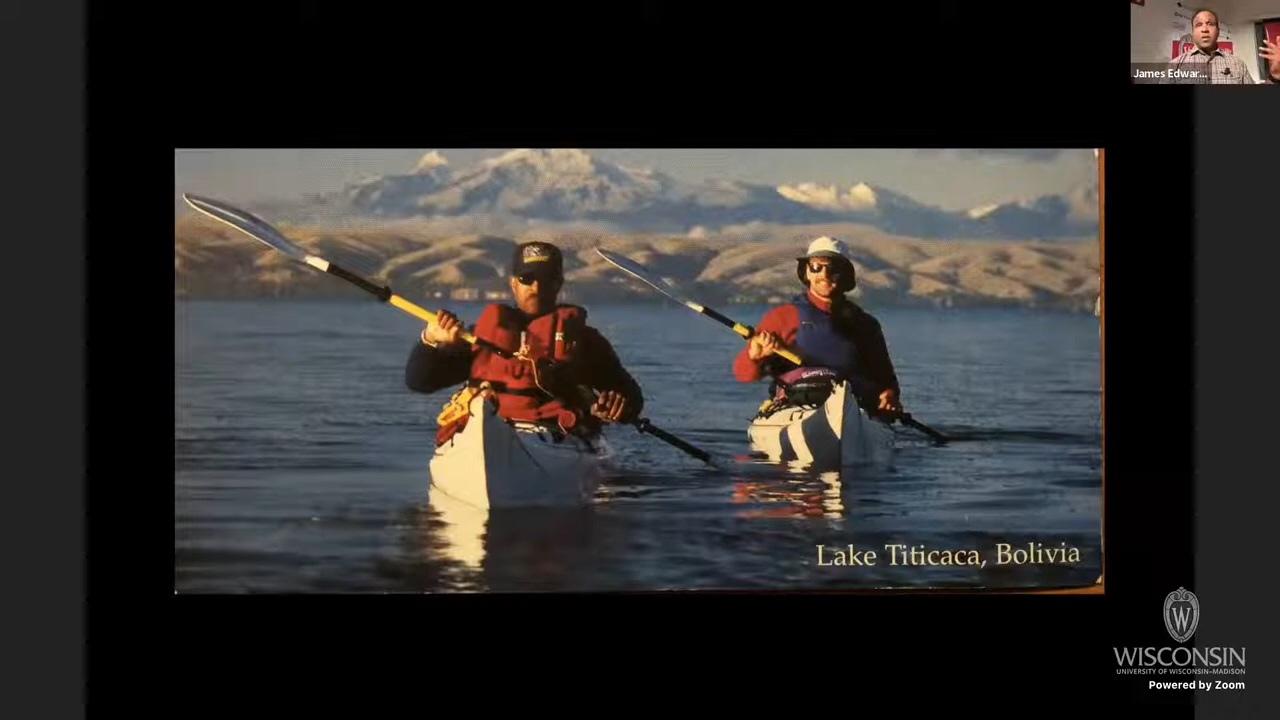 James Edwar...
Lake Titicaca, Bolivia
W
WISCONSIN
UNIVERSITY OF WISCONSIN–MADISON
Powered by Zoom